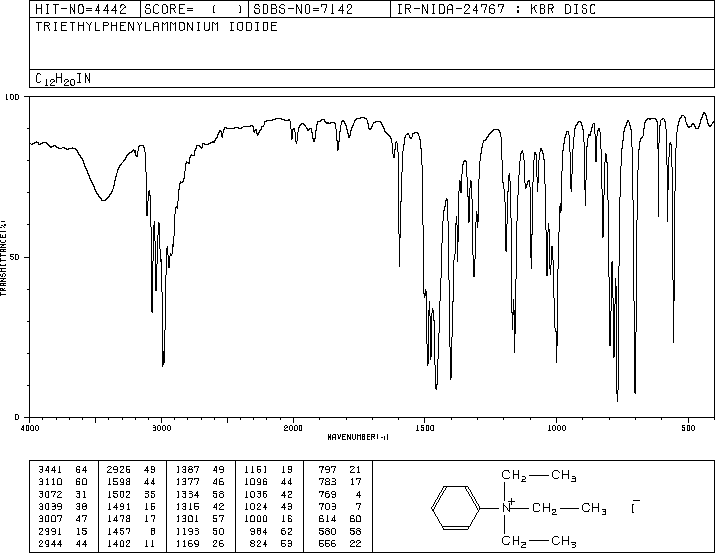 HIT-NO=4442 SCORE= ( ) SDBS-NO=7142 IR-NIDA-24767 : KBR DISC
TRIETHYLPHENYLAMMONIUM IODIDE
C12H20IN
100
50
0
TRANSMITTANCE(%)
4000 3000 2000 1500 1000 500
WAVENUMBER(-1)
3441 64 2926 49 1387 49 1161 19 797 21
3110 60 1598 44 1377 46 1096 44 783 17
3072 31 1502 35 1334 58 1036 42 769 4
3039 38 1491 16 1315 42 1024 43 703 7
3007 47 1478 17 1301 57 1000 16 614 60
2991 15 1457 8 1193 50 984 62 580 58
2944 44 1402 11 1169 26 824 53 556 22
CH2—CH3
N+ CH2—CH3 I−
CH2—CH3